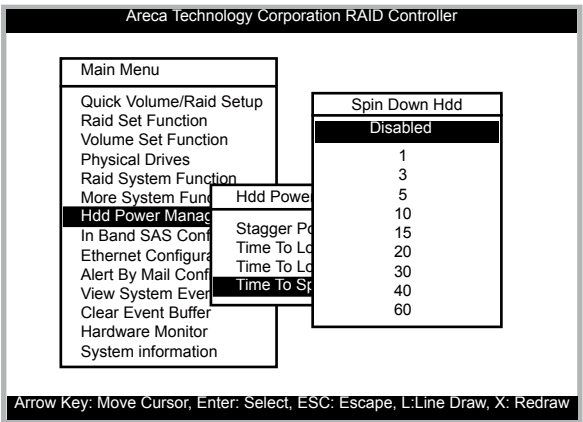 Areca Technology Corporation RAID Controller
Main Menu
Quick Volume/Raid Setup
Raid Set Function
Volume Set Function
Physical Drives
Raid System Function
More System Func
Hdd Power Manag
In Band SAS Conf
Ethernet Configura
Alert By Mail Conf
View System Even
Clear Event Buffer
Hardware Monitor
System information
Hdd Power
Stagger Po
Time To Lo
Time To Lo
Time To Sp
Spin Down Hdd
Disabled
1
3
5
10
15
20
30
40
60
Arrow Key: Move Cursor, Enter: Select, ESC: Escape, L:Line Draw, X: Redraw